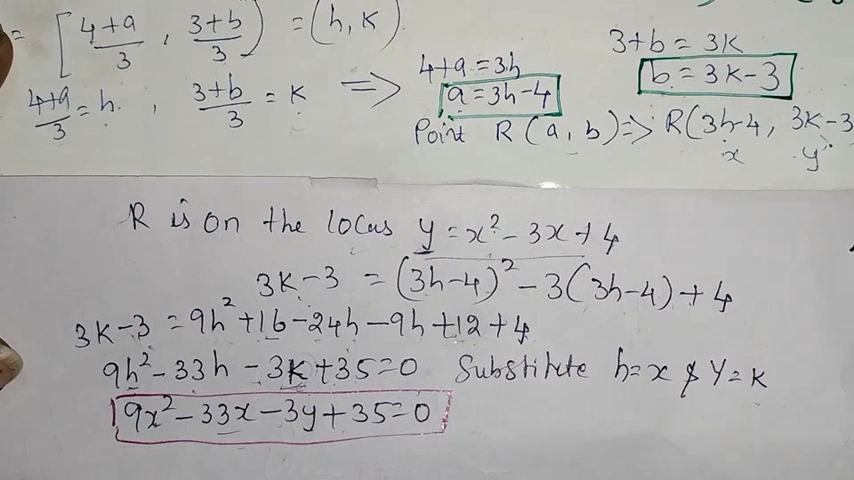 = [ (4+a)/3 , (3+b)/3 ) = (h, k)
(4+a)/3 = h , (3+b)/3 = k ⟹ 4+a = 3h
a = 3h-4
3+b = 3k
b = 3k-3
Point R (a, b) ⟹ R(3h-4, 3k-3
x y
R is on the locus y = x² - 3x + 4
3k-3 = (3h-4)² - 3(3h-4) + 4
3k-3 = 9h² + 16 - 24h - 9h + 12 + 4
9h² - 33h - 3k + 35 = 0 Substitute h = x & y = k
9x² - 33x - 3y + 35 = 0